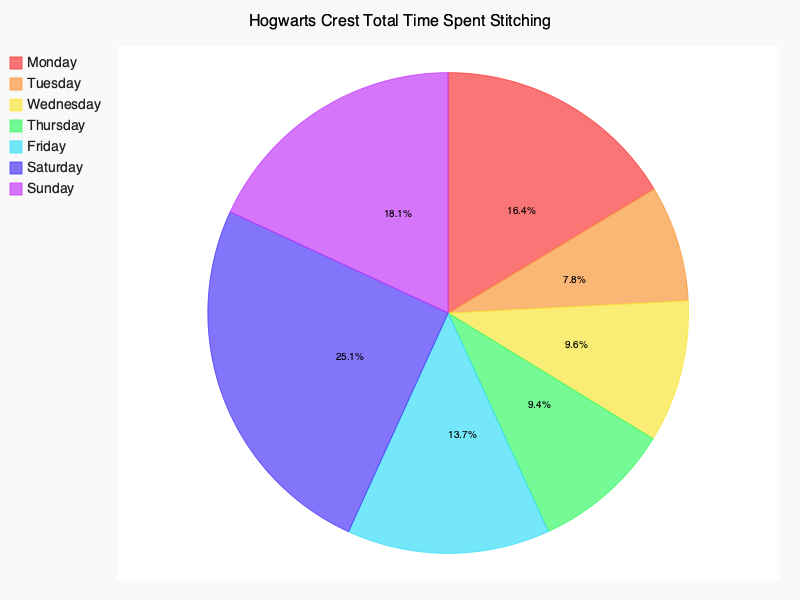 Hogwarts Crest Total Time Spent Stitching
Monday
Tuesday
Wednesday
Thursday
Friday
Saturday
Sunday
16.4%
7.8%
9.6%
9.4%
13.7%
25.1%
18.1%